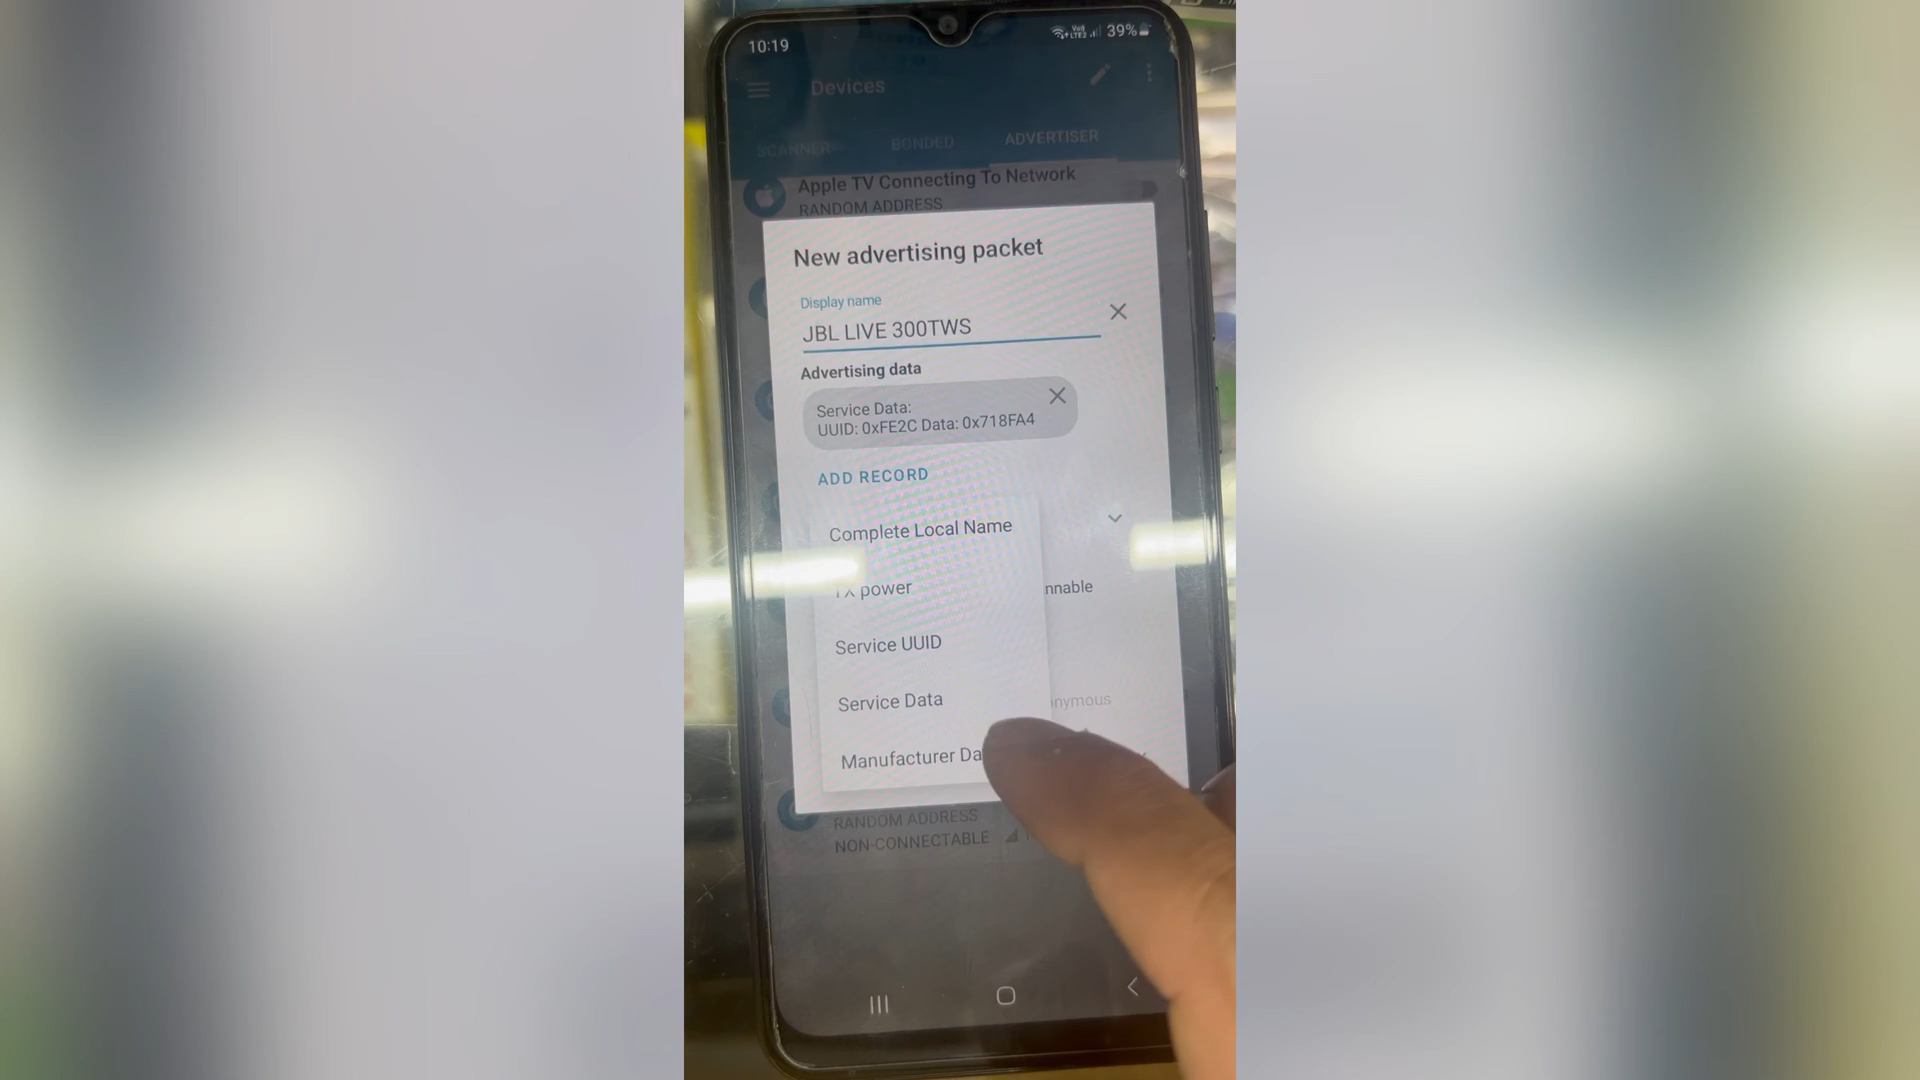 10:19
39%
Devices
SCANNER
BONDED
ADVERTISER
Apple TV Connecting To Network
RANDOM ADDRESS
New advertising packet
Display name
JBL LIVE 300TWS
Advertising data
Service Data:
UUID: 0xFE2C Data: 0x718FA4
ADD RECORD
Complete Local Name
TX power
nnable
Service UUID
Service Data
nymous
Manufacturer Da
RANDOM ADDRESS
NON-CONNECTABLE